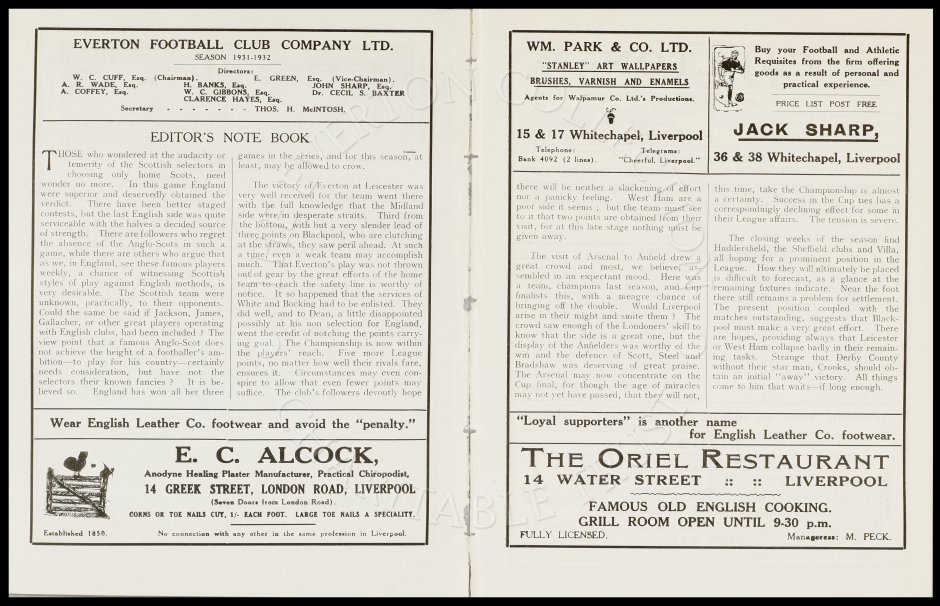 EVERTON FOOTBALL CLUB COMPANY LTD.
SEASON 1931-1932
Directors:
W. C. CUFF, Esq. (Chairman). E. GREEN, Esq. (Vice-Chairman).
A. R. WADE, Esq. H. BANKS, Esq. JOHN SHARP, Esq.
A. COFFEY, Esq. W. C. GIBBONS, Esq. Dr. CECIL S. BAXTER
CLARENCE HAYES, Esq.
Secretary - - - - - - - THOS. H. McINTOSH.
EDITOR'S NOTE BOOK
THOSE who wondered at the audacity or
temerity of the Scottish selectors in
choosing only home Scots, need
wonder no more. In this game England
were superior and deservedly obtained the
verdict. There have been better staged
contests, but the last English side was quite
serviceable with the halves a decided source
of strength. There are followers who regret
the absence of the Anglo-Scots in such a
game, while there are others who argue that
as we, in England, see these famous players
weekly, a chance of witnessing Scottish
styles of play against English methods, is
very desirable. The Scottish team were
unknown, practically, to their opponents.
Could the same be said if Jackson, James,
Gallacher, or other great players operating
with English clubs, had been included? The
view point that a famous Anglo-Scot does
not achieve the height of a footballer's am-
bition—to play for his country—certainly
needs consideration, but have not the
selectors their known fancies? It is be-
lieved so. England has won all her three
games in the series, and for this season, at
least, may be allowed to crow.
The victory of Everton at Leicester was
very well received for the team went there
with the full knowledge that the Midland
side were in desperate straits. Third from
the bottom, with but a very slender lead of
three points on Blackpool, who are clutching
at the straws, they saw peril ahead. At such
a time, even a weak team may accomplish
much. That Everton's play was not thrown
out of gear by the great efforts of the home
team to reach the safety line is worthy of
notice. It so happened that the services of
White and Bocking had to be enlisted. They
did well, and to Dean, a little disappointed
possibly at his non selection for England,
went the credit of notching the points carry-
ing goal. The Championship is now within
the players' reach. Five more League
points, no matter how well their rivals fare,
ensures it. Circumstances may even con-
spire to allow that even fewer points may
suffice. The club's followers devoutly hope
Wear English Leather Co. footwear and avoid the "penalty."
E. C. ALCOCK,
Anodyne Healing Plaster Manufacturer, Practical Chiropodist,
14 GREEK STREET, LONDON ROAD, LIVERPOOL
(Seven Doors from London Road).
CORNS OR TOE NAILS CUT, 1/- EACH FOOT. LARGE TOE NAILS A SPECIALITY.
Established 1850. No connection with any other in the same profession in Liverpool.
WM. PARK & CO. LTD.
"STANLEY" ART WALLPAPERS
BRUSHES, VARNISH AND ENAMELS
Agents for Walpamur Co. Ltd.'s Productions.
15 & 17 Whitechapel, Liverpool
Telephone: Telegrams:
Bank 4092 (2 lines). "Cheerful, Liverpool."
Buy your Football and Athletic
Requisites from the firm offering
goods as a result of personal and
practical experience.
PRICE LIST POST FREE
JACK SHARP,
36 & 38 Whitechapel, Liverpool
there will be neither a slackening of effort
nor a panicky feeling. West Ham are a
poor side it seems; but the team must see
to it that two points are obtained from their
visit, for at this late stage nothing must be
given away.
The visit of Arsenal to Anfield drew a
great crowd and most, we believe, as-
sembled in an expectant mood. Here was
a team, champions last season, and Cup
finalists this, with a meagre chance of
bringing off the double. Would Liverpool
arise in their might and smite them? The
crowd saw enough of the Londoners' skill to
know that the side is a great one, but the
display of the Anfielders was worthy of the
win and the defence of Scott, Steel and
Bradshaw was deserving of great praise.
The Arsenal may now concentrate on the
Cup final, for though the age of miracles
may not yet have passed, that they will not,
this time, take the Championship is almost
a certainty. Success in the Cup ties has a
correspondingly declining effect for some in
their League affairs. The tension is severe.
The closing weeks of the season find
Huddersfield, the Sheffield clubs and Villa,
all hoping for a prominent position in the
League. How they will ultimately be placed
is difficult to forecast, as a glance at the
remaining fixtures indicate. Near the foot
there still remains a problem for settlement.
The present position coupled with the
matches outstanding, suggests that Black-
pool must make a very great effort. There
are hopes, providing always that Leicester
or West Ham collapse badly in their remain-
ing tasks. Strange that Derby County
without their star man, Crooks, should ob-
tain an initial "away" victory. All things
come to him that waits—if long enough.
"Loyal supporters" is another name
for English Leather Co. footwear.
THE ORIEL RESTAURANT
14 WATER STREET :: :: LIVERPOOL
FAMOUS OLD ENGLISH COOKING.
GRILL ROOM OPEN UNTIL 9-30 p.m.
FULLY LICENSED. Manageress: M. PECK.